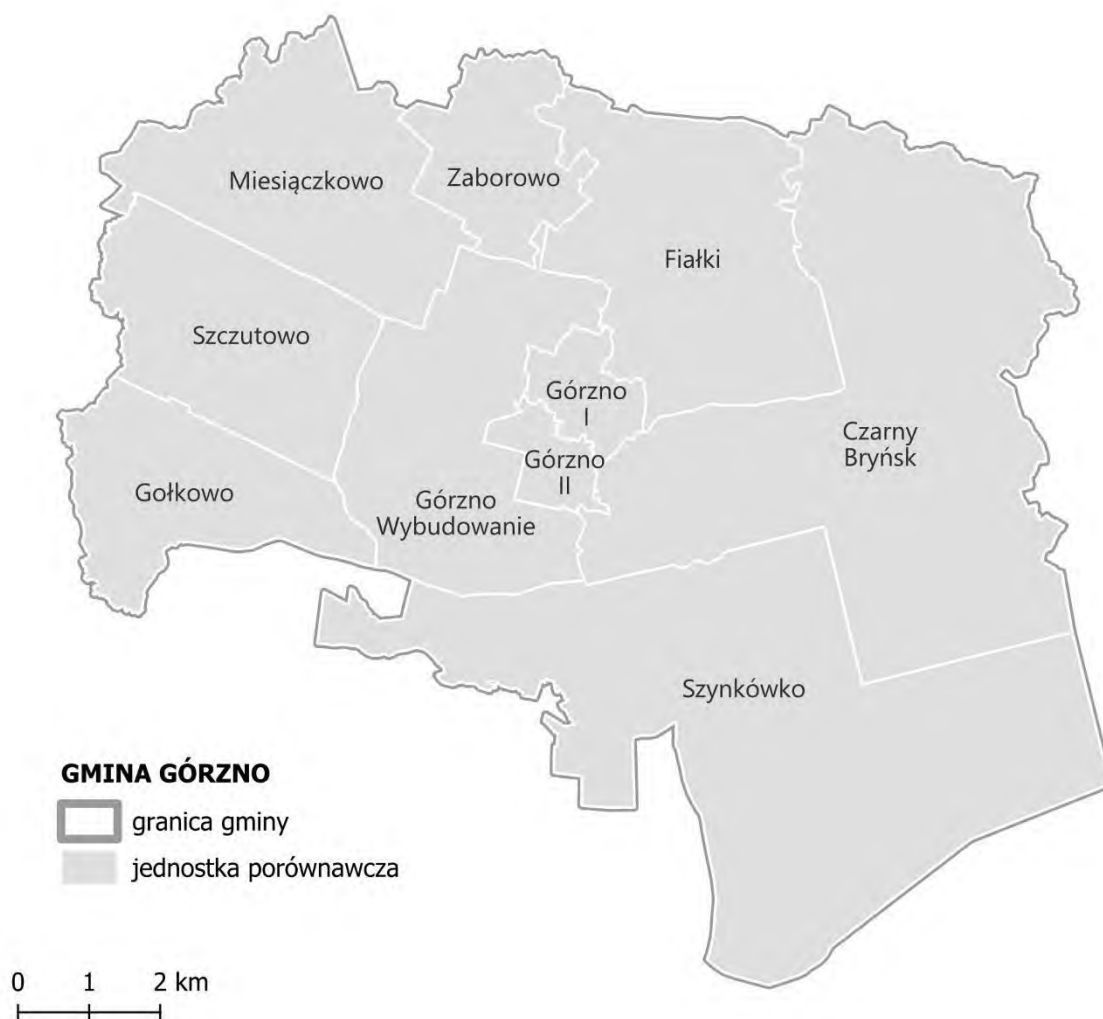 Miesiączkowo
Zaborowo
Fiałki
Szczutowo
Górzno
I
Czarny
Bryńsk
Górzno
II
Gołkowo
Górzno
Wybudowanie
Szynkówko
GMINA GÓRZNO
granica gminy
jednostka porównawcza
0 1 2 km